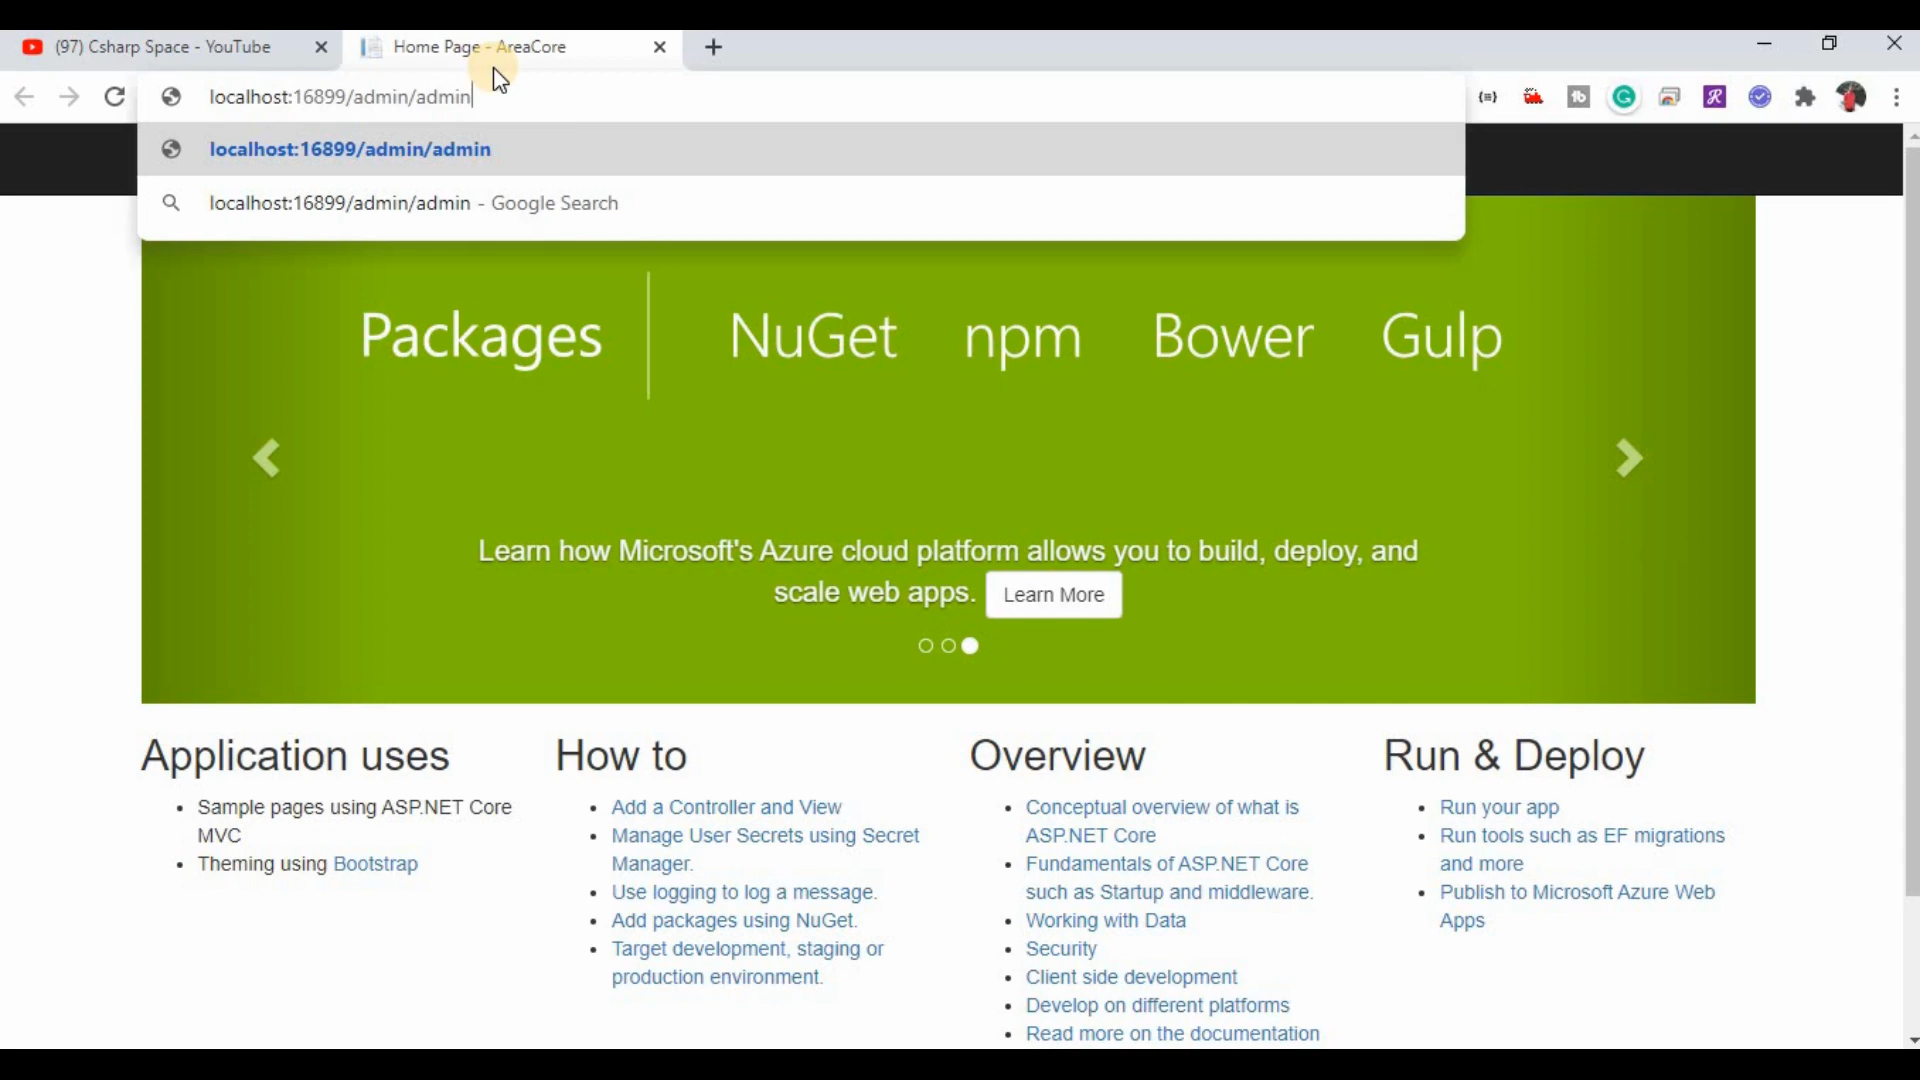 (97) Csharp Space - YouTube
Home Page - AreaCore
localhost:16899/admin/admin
localhost:16899/admin/admin
localhost:16899/admin/admin - Google Search
{=}
tb
G
R
Packages NuGet npm Bower Gulp
Learn how Microsoft's Azure cloud platform allows you to build, deploy, and
scale web apps. Learn More
Application uses
Sample pages using ASP.NET Core
MVC
Theming using Bootstrap
How to
Add a Controller and View
Manage User Secrets using Secret
Manager.
Use logging to log a message.
Add packages using NuGet.
Target development, staging or
production environment.
Overview
Conceptual overview of what is
ASP.NET Core
Fundamentals of ASP.NET Core
such as Startup and middleware.
Working with Data
Security
Client side development
Develop on different platforms
Read more on the documentation
Run & Deploy
Run your app
Run tools such as EF migrations
and more
Publish to Microsoft Azure Web
Apps